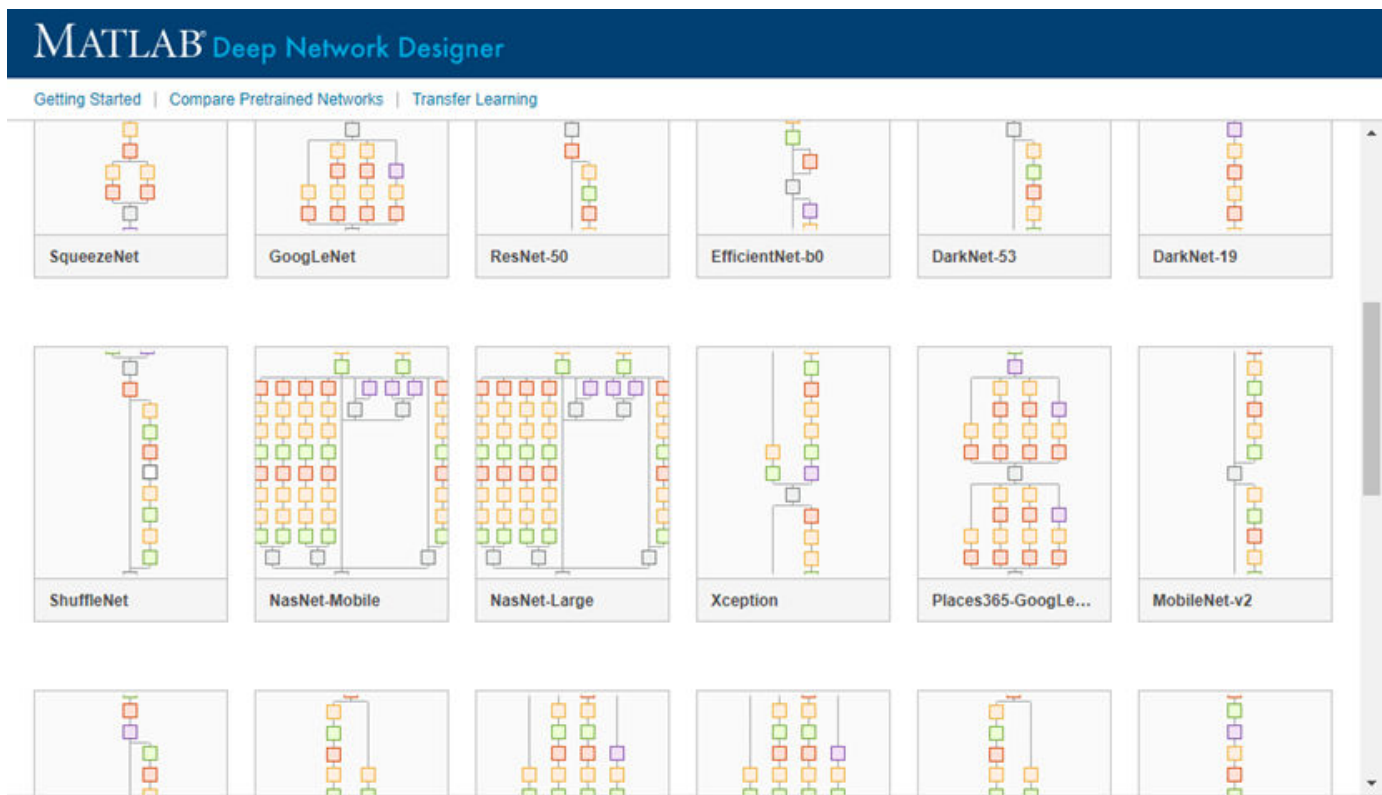 MATLAB® Deep Network Designer
Getting Started | Compare Pretrained Networks | Transfer Learning
SqueezeNet GoogLeNet ResNet-50 EfficientNet-b0 DarkNet-53 DarkNet-19
ShuffleNet NasNet-Mobile NasNet-Large Xception Places365-GoogLe... MobileNet-v2